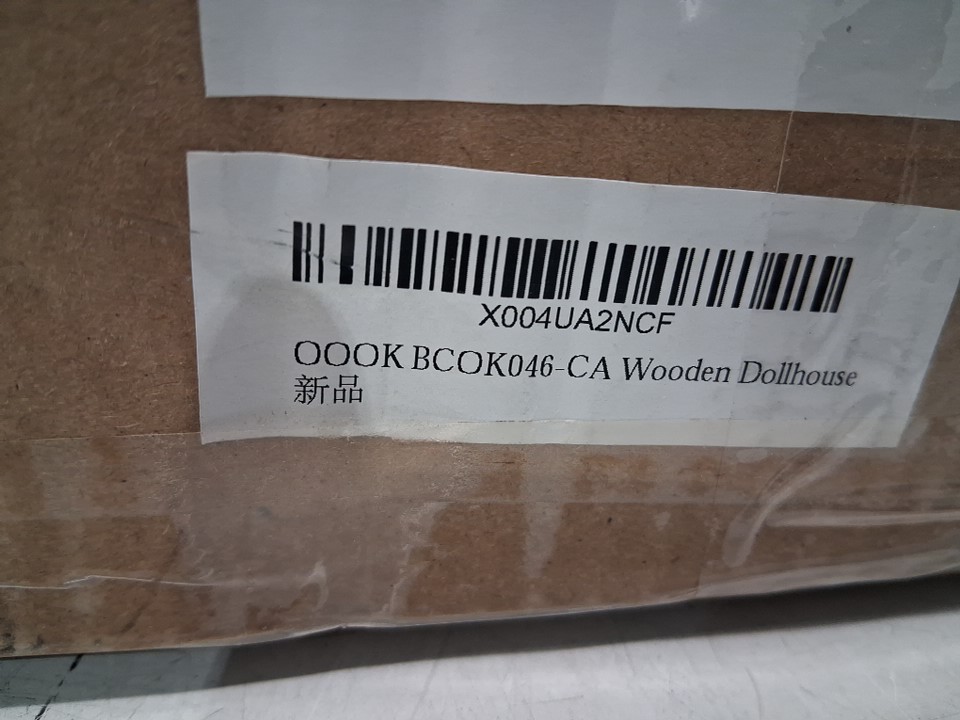 X004UA2NCF
OOOK BCOK046-CA Wooden Dollhouse
新品